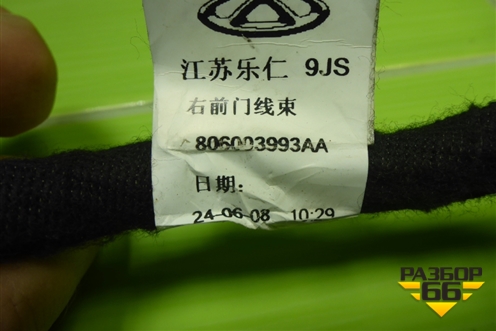 江苏乐仁 9JS
右前门线束
806003993AA
日期：
24-06-08 10:29
РАЗБОР
66